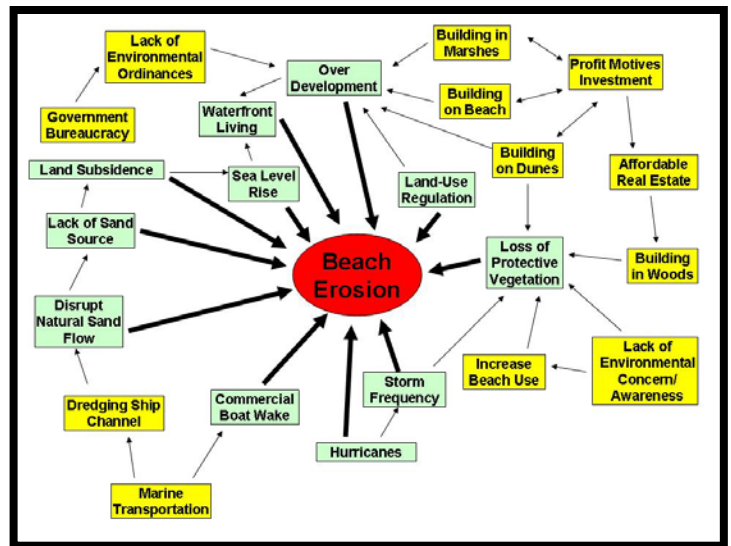 Lack of
Environmental
Ordinances
Building in
Marshes
Over
Development
Profit Motives
Investment
Government
Bureaucracy
Waterfront
Living
Building
on Beach
Land Subsidence
Sea Level
Rise
Land-Use
Regulation
Building
on Dunes
Affordable
Real Estate
Lack of Sand
Source
Beach
Erosion
Loss of
Protective
Vegetation
Building
in Woods
Disrupt
Natural Sand
Flow
Dredging Ship
Channel
Commercial
Boat Wake
Storm
Frequency
Increase
Beach Use
Lack of
Environmental
Concern/
Awareness
Hurricanes
Marine
Transportation